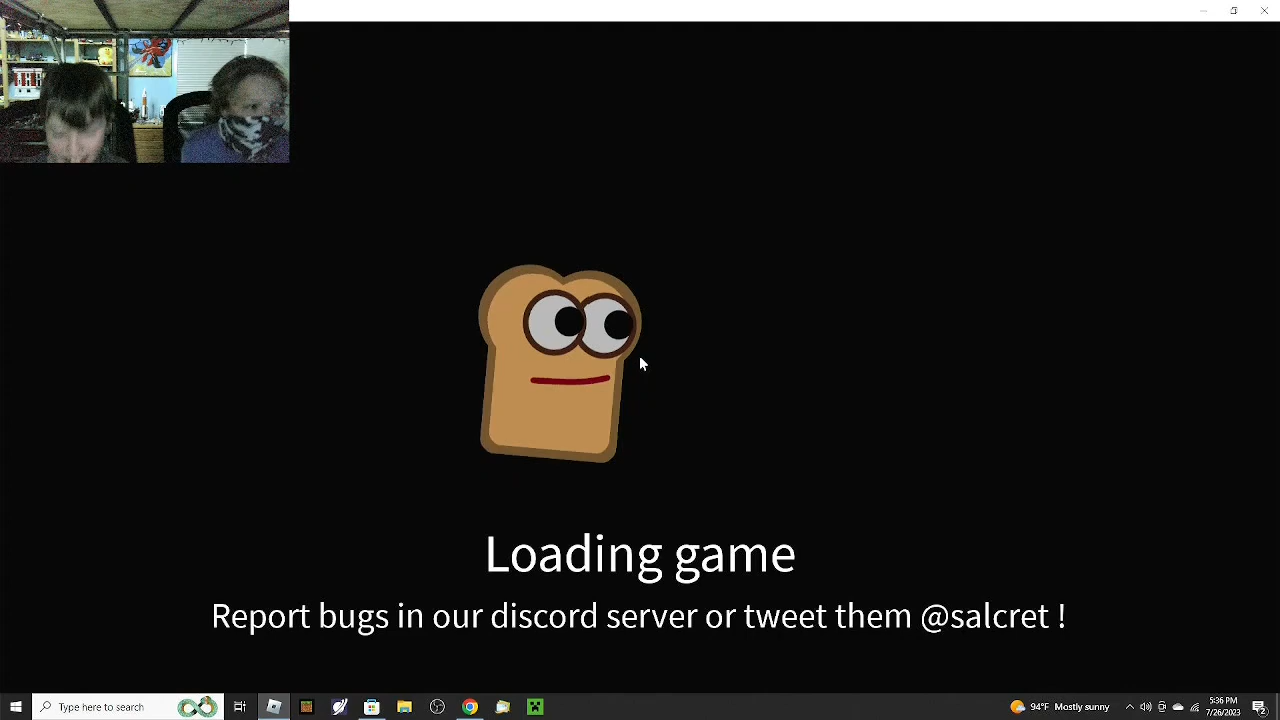 Loading game
Report bugs in our discord server or tweet them @salcret !
Type here to search
94°F Mostly sunny
5:36 PM
7/26/2023
2